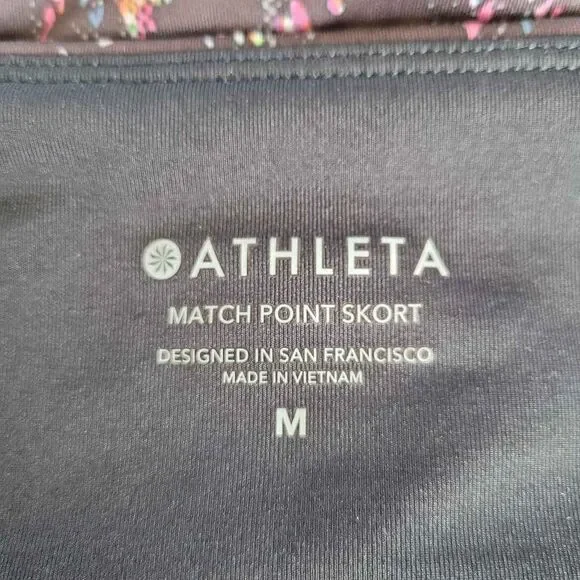 ATHLETA
MATCH POINT SKORT
DESIGNED IN SAN FRANCISCO
MADE IN VIETNAM
M